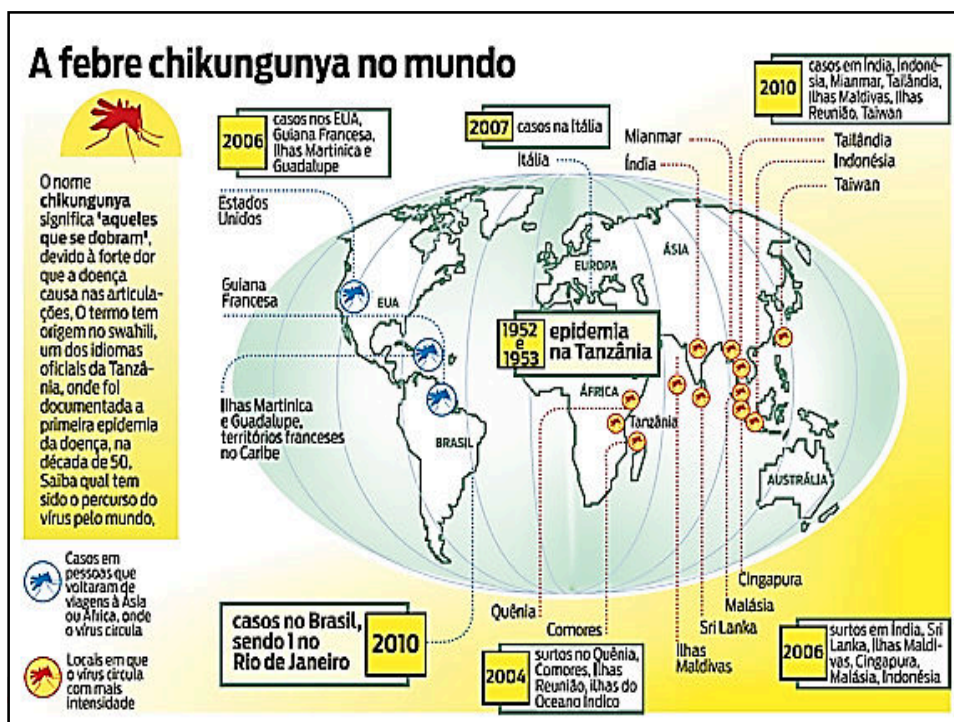 A febre chikungunya no mundo
O nome
chikungunya
significa "aqueles
que se dobram",
devido à forte dor
que a doença
causa nas articula-
ções. O termo tem
origem no swahili,
um dos idiomas
oficiais da Tanzâ-
nia, onde foi
documentada a
primeira epidemia
da doença, na
década de 50.
Saiba qual tem
sido o percurso do
vírus pelo mundo.
Casos em
pessoas que
voltaram de
viagens à Ásia
ou África, onde
o vírus circula
Locais em que
o vírus circula
com mais
intensidade
2006
casos nos EUA,
Guiana Francesa,
Ilhas Martinica e
Guadalupe
2007
casos na Itália
2010
casos em Índia, Indoné-
sia, Mianmar, Tailândia,
Ilhas Maldivas, Ilhas
Reunião, Taiwan
Estados
Unidos
Itália
Mianmar
Índia
Tailândia
Indonésia
Taiwan
Guiana
Francesa
EUA
EUROPA
ÁSIA
1952
e
1953
epidemia
na Tanzânia
Ilhas Martinica
e Guadalupe,
territórios franceses
no Caribe
BRASIL
ÁFRICA
Tanzânia
AUSTRÁLIA
Quênia
Comores
Ilhas
Maldivas
Sri Lanka
Malásia
Cingapura
casos no Brasil,
sendo 1 no
Rio de Janeiro
2010
2004
surtos no Quênia,
Comores, Ilhas
Reunião, ilhas do
Oceano Índico
2006
surtos em Índia, Sri
Lanka, Ilhas Maldi-
vas, Cingapura,
Malásia, Indonésia